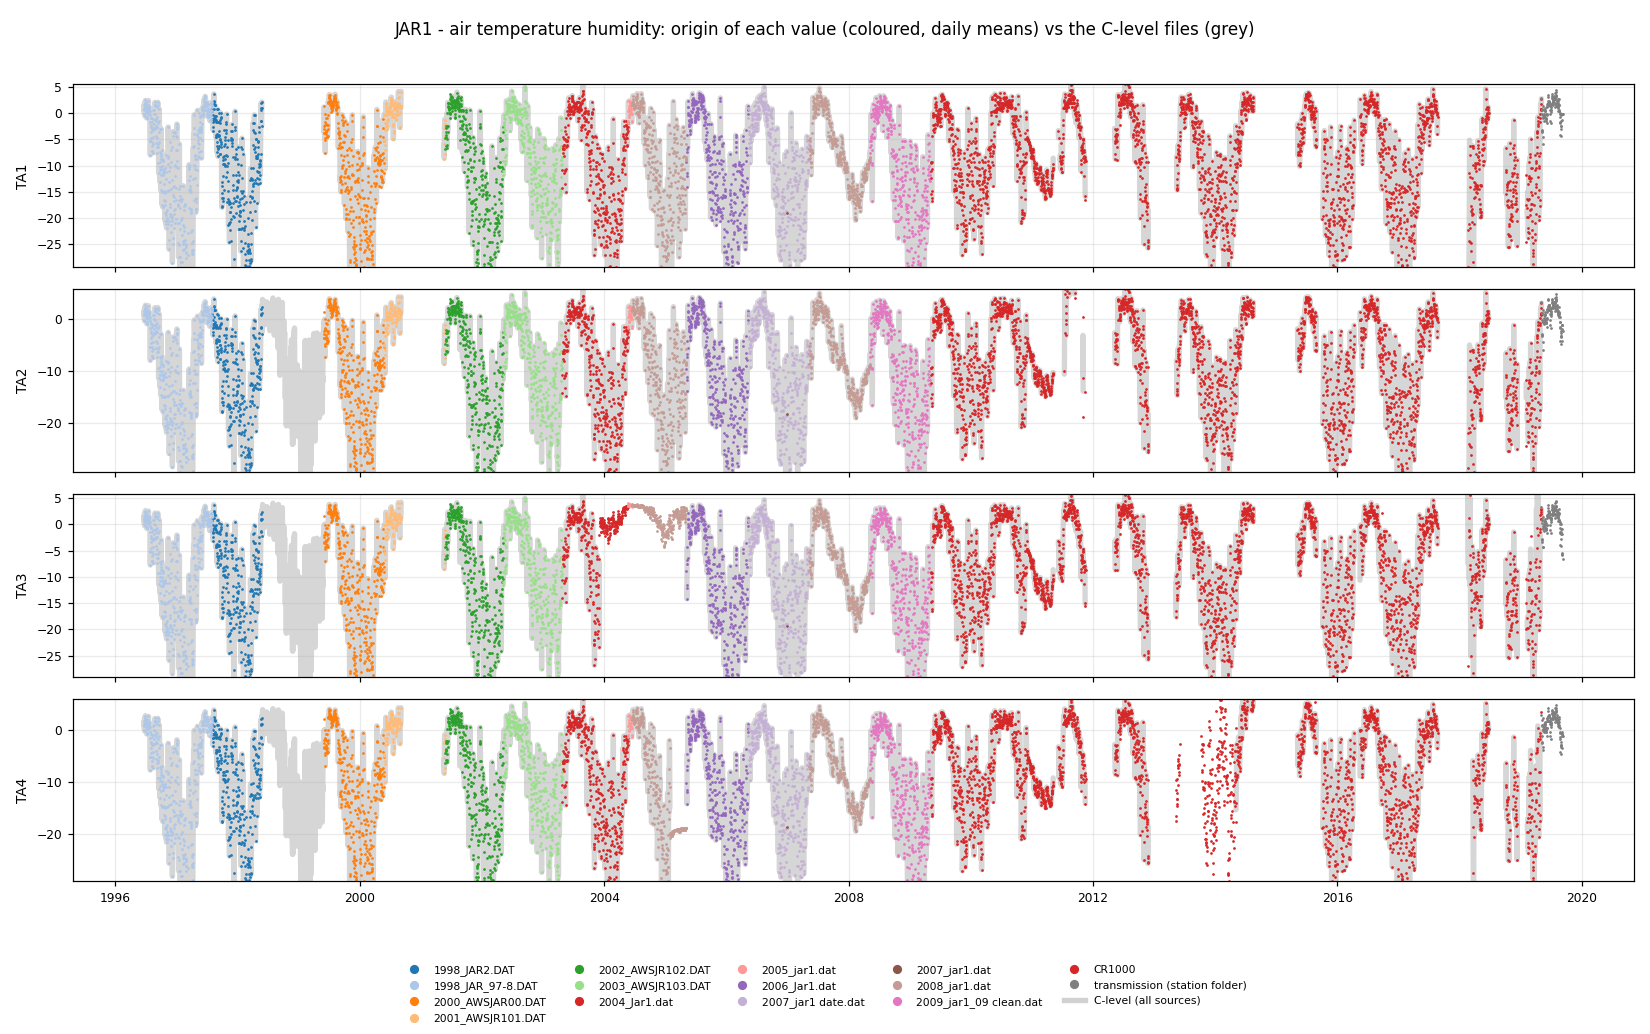 JAR1 - air temperature humidity: origin of each value (coloured, daily means) vs the C-level files (grey)
TA1
5
0
−5
−10
−15
−20
−25
TA2
0
−10
−20
TA3
5
0
−5
−10
−15
−20
−25
TA4
0
−10
−20
1996 2000 2004 2008 2012 2016 2020
1998_JAR2.DAT 2002_AWSJR102.DAT 2005_jar1.dat 2007_jar1.dat CR1000
1998_JAR_97-8.DAT 2003_AWSJR103.DAT 2006_Jar1.dat 2008_jar1.dat transmission (station folder)
2000_AWSJAR00.DAT 2004_Jar1.dat 2007_jar1 date.dat 2009_jar1_09 clean.dat C-level (all sources)
2001_AWSJR101.DAT